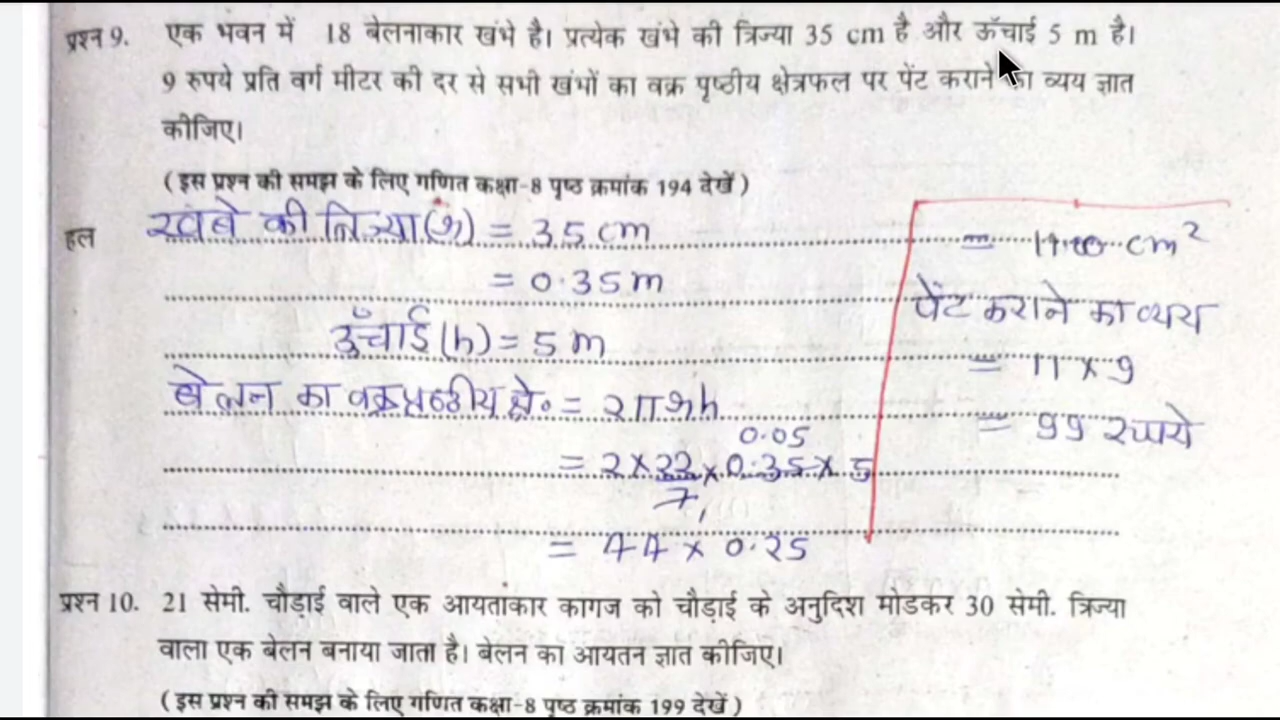 प्रश्न 9. एक भवन में 18 बेलनाकार खंभे है। प्रत्येक खंभे की त्रिज्या 35 cm है और ऊँचाई 5 m है।
9 रुपये प्रति वर्ग मीटर की दर से सभी खंभों का वक्र पृष्ठीय क्षेत्रफल पर पेंट कराने का व्यय ज्ञात
कीजिए।
(इस प्रश्न की समझ के लिए गणित कक्षा-8 पृष्ठ क्रमांक 194 देखें)
हल खंबे की त्रिज्या (r) = 35 cm
= 0.35 m
ऊँचाई (h) = 5 m
बेलन का वक्रपृष्ठीय क्षे॰ = 2πrh
0.05
= 2 × 22/7 × 0.35 × 5
1
= 44 × 0.25
= 11.00 cm²
पेंट कराने का व्यय
= 11 × 9
= 99 रुपये
प्रश्न 10. 21 सेमी. चौड़ाई वाले एक आयतांकार कागज को चौड़ाई के अनुदिश मोडकर 30 सेमी. त्रिज्या
वाला एक बेलन बनाया जाता है। बेलन का आयतन ज्ञात कीजिए।
(इस प्रश्न की समझ के लिए गणित कक्षा-8 पृष्ठ क्रमांक 199 देखें)